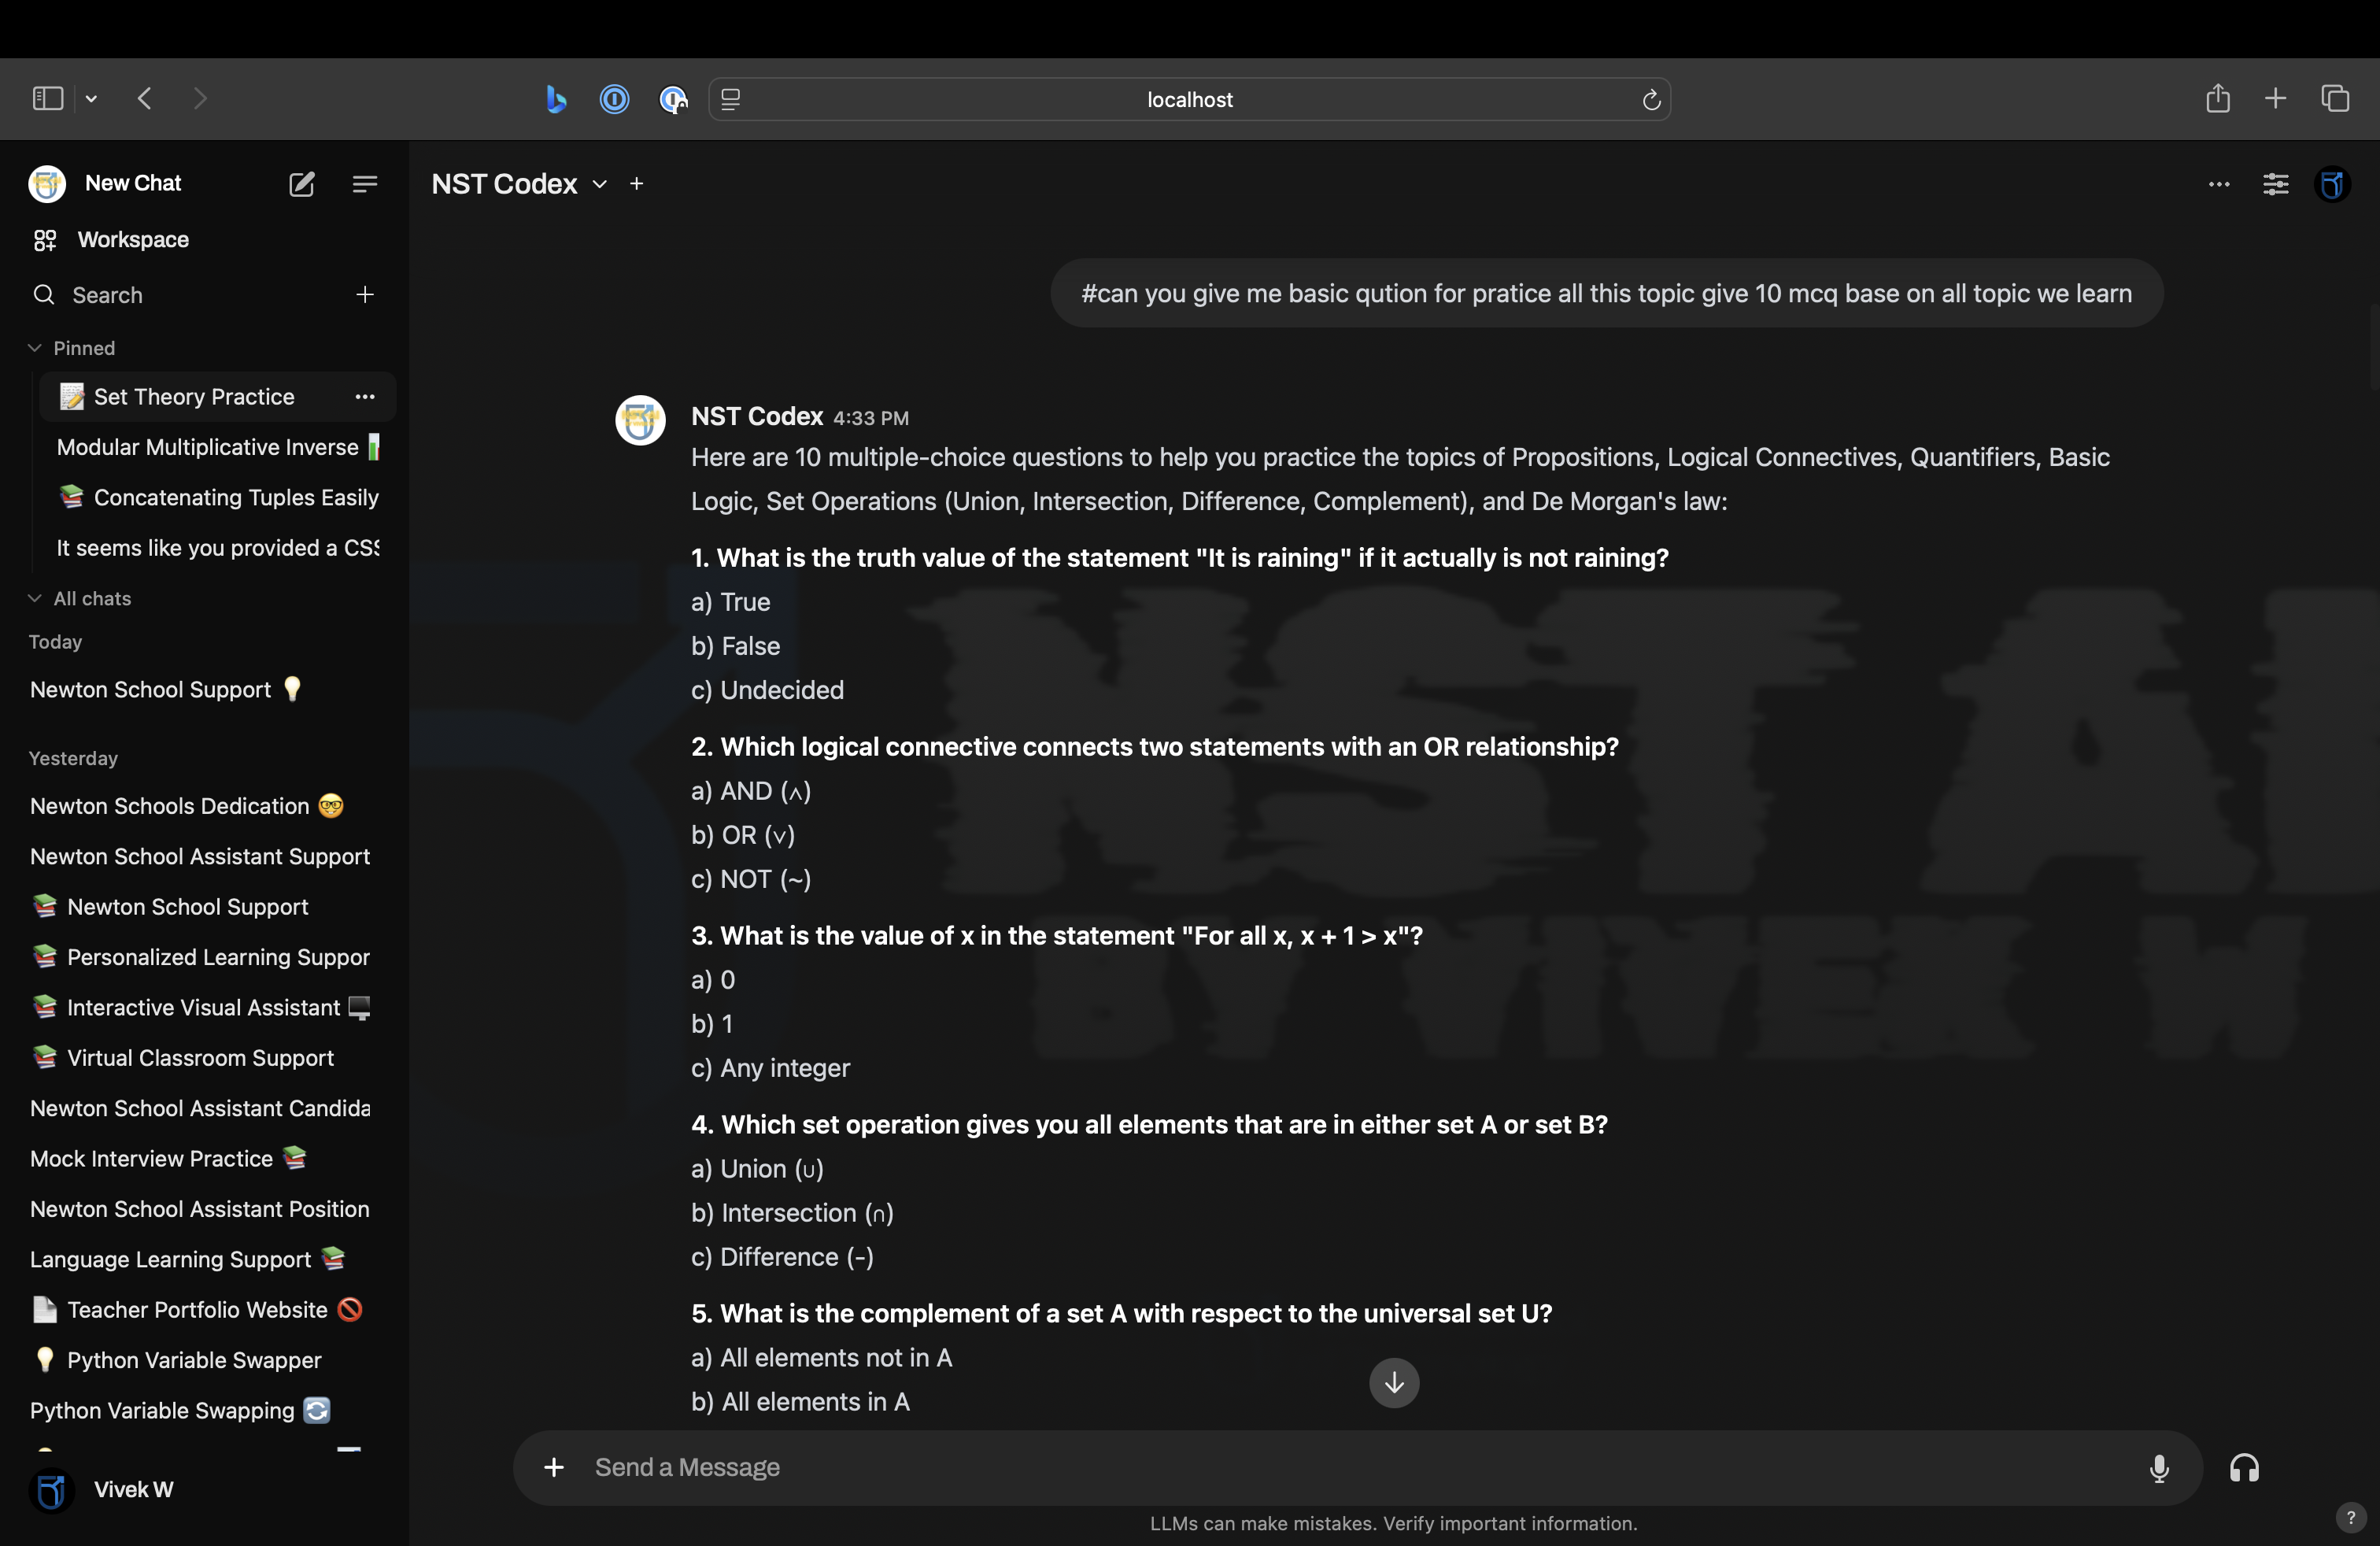 localhost
New Chat
Workspace
Search
Pinned
Set Theory Practice
Modular Multiplicative Inverse
Concatenating Tuples Easily
It seems like you provided a CSS
All chats
Today
Newton School Support
Yesterday
Newton Schools Dedication
Newton School Assistant Support
Newton School Support
Personalized Learning Suppor
Interactive Visual Assistant
Virtual Classroom Support
Newton School Assistant Candida
Mock Interview Practice
Newton School Assistant Position
Language Learning Support
Teacher Portfolio Website
Python Variable Swapper
Python Variable Swapping
Vivek W
NST Codex
#can you give me basic qution for pratice all this topic give 10 mcq base on all topic we learn
NST Codex 4:33 PM
Here are 10 multiple-choice questions to help you practice the topics of Propositions, Logical Connectives, Quantifiers, Basic
Logic, Set Operations (Union, Intersection, Difference, Complement), and De Morgan's law:
1. What is the truth value of the statement "It is raining" if it actually is not raining?
a) True
b) False
c) Undecided
2. Which logical connective connects two statements with an OR relationship?
a) AND (∧)
b) OR (∨)
c) NOT (~)
3. What is the value of x in the statement "For all x, x + 1 > x"?
a) 0
b) 1
c) Any integer
4. Which set operation gives you all elements that are in either set A or set B?
a) Union (∪)
b) Intersection (∩)
c) Difference (-)
5. What is the complement of a set A with respect to the universal set U?
a) All elements not in A
b) All elements in A
NST AI
BY VIVEK W
Send a Message
LLMs can make mistakes. Verify important information.
?